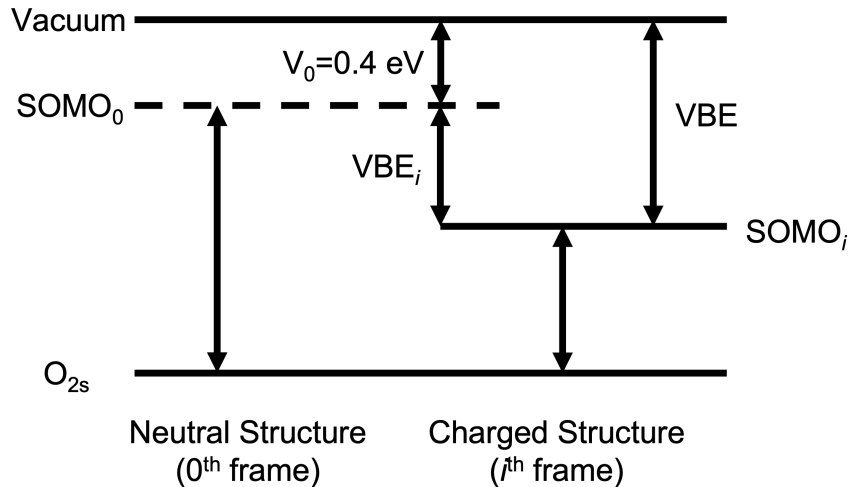 Vacuum
V₀=0.4 eV
SOMO₀
VBE
VBEᵢ
SOMOᵢ
O₂ₛ
Neutral Structure
(0ᵗʰ frame)
Charged Structure
(iᵗʰ frame)